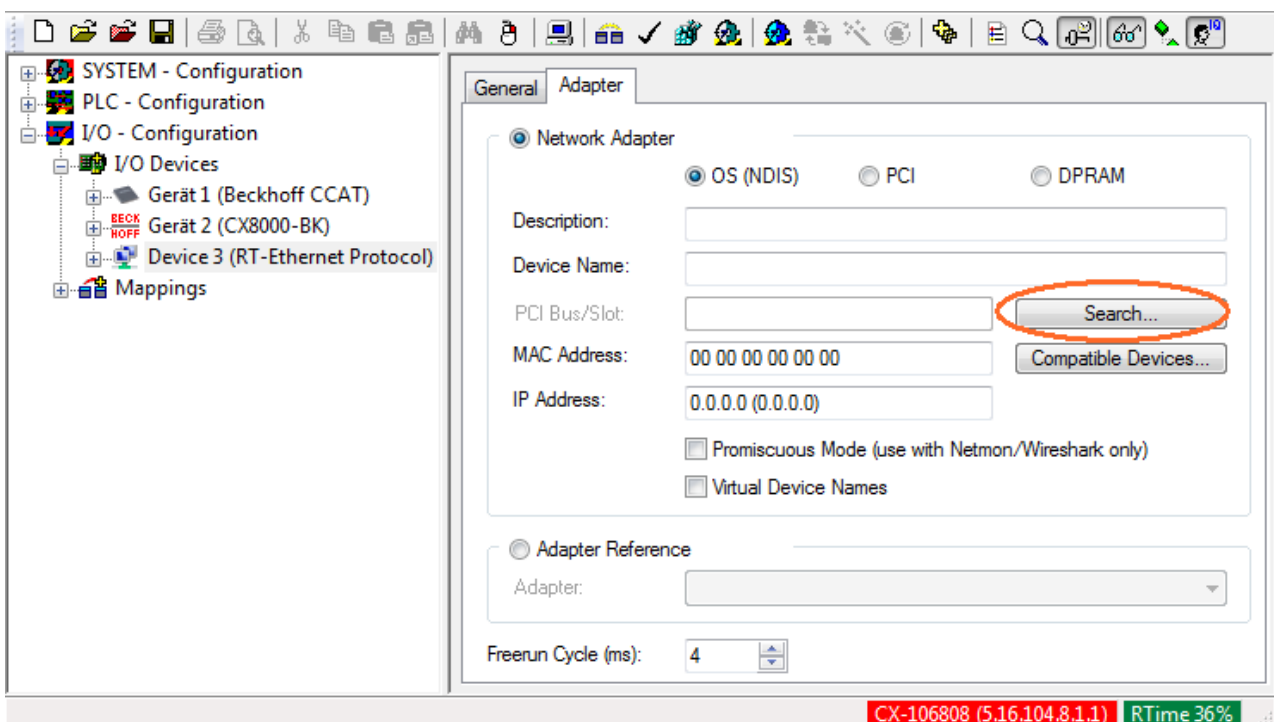 SYSTEM - Configuration
PLC - Configuration
I/O - Configuration
I/O Devices
Gerät 1 (Beckhoff CCAT)
BECK
HOFF
Gerät 2 (CX8000-BK)
Device 3 (RT-Ethernet Protocol)
Mappings
General
Adapter
Network Adapter
OS (NDIS)
PCI
DPRAM
Description:
Device Name:
PCI Bus/Slot:
Search...
MAC Address:
00 00 00 00 00 00
Compatible Devices...
IP Address:
0.0.0.0 (0.0.0.0)
Promiscuous Mode (use with Netmon/Wireshark only)
Virtual Device Names
Adapter Reference
Adapter:
Freerun Cycle (ms):
4
CX-106808 (5.16.104.8.1.1)
RTime 36%